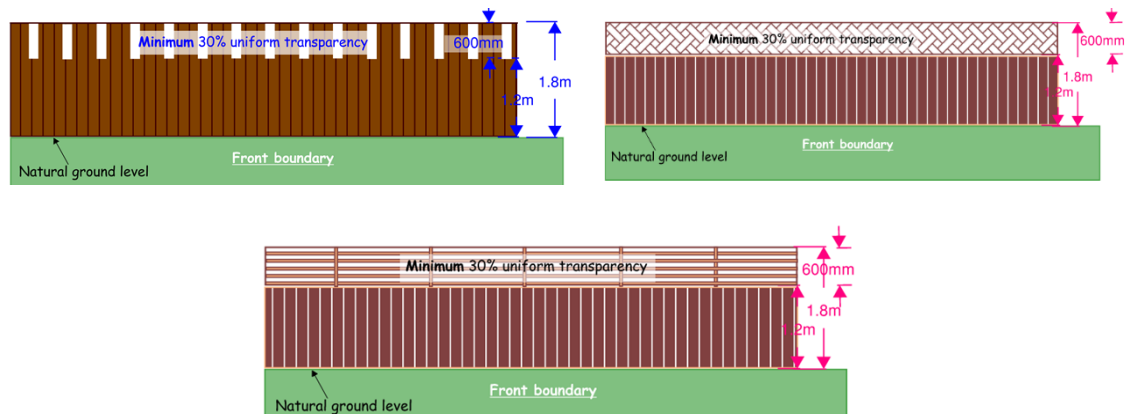 Minimum 30% uniform transparency
600mm
1.8m
1.2m
Front boundary
Natural ground level
Minimum 30% uniform transparency
600mm
1.8m
1.2m
Front boundary
Natural ground level
Minimum 30% uniform transparency
600mm
1.8m
1.2m
Front boundary
Natural ground level